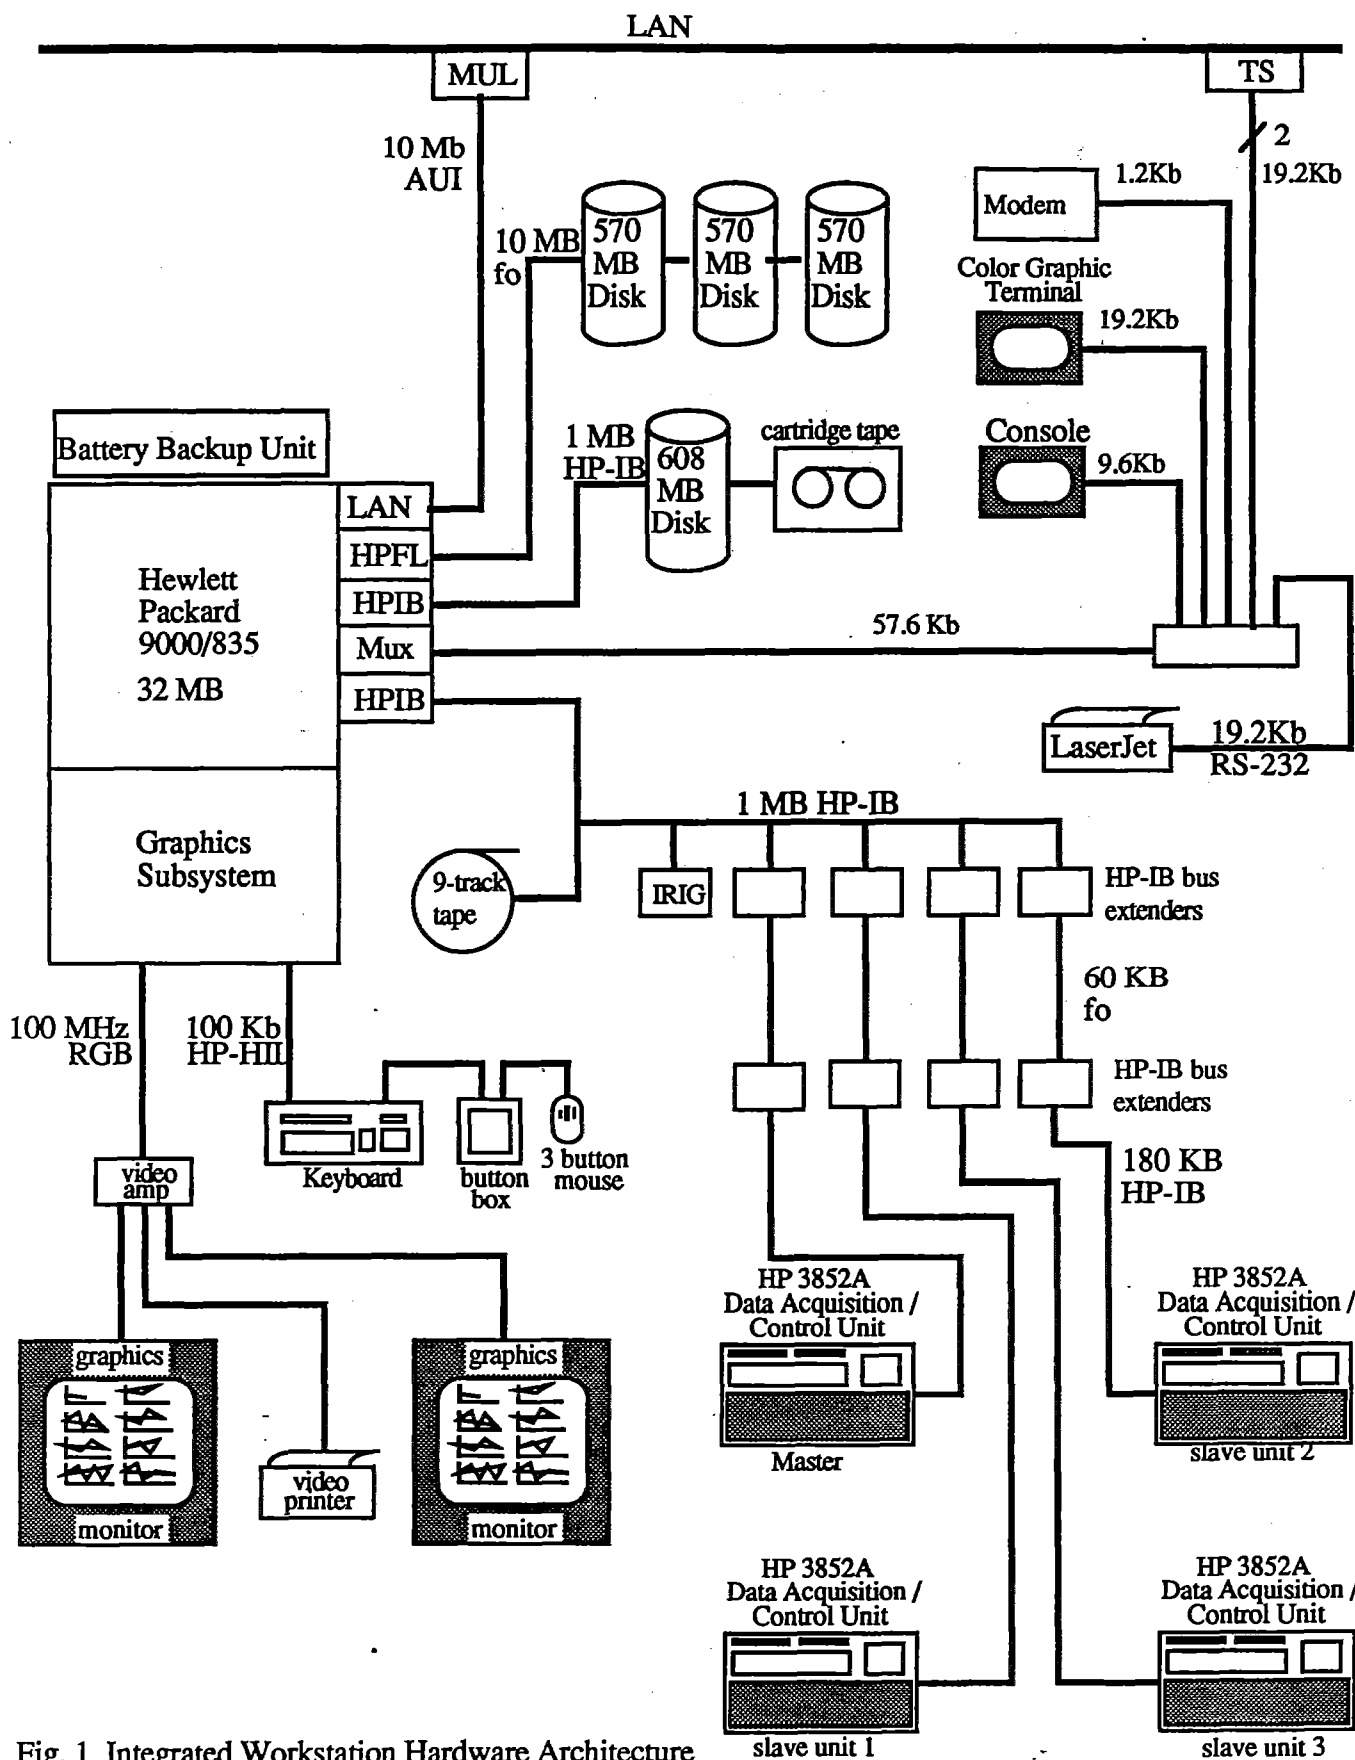 LAN
MUL
TS
10 Mb
AUI
2
19.2Kb
1.2Kb
Modem
10 MB
fo
570
MB
Disk
570
MB
Disk
570
MB
Disk
Color Graphic
Terminal
19.2Kb
Battery Backup Unit
1 MB
HP-IB
608
MB
Disk
cartridge tape
Console
9.6Kb
LAN
HPFL
HPIB
Mux
HPIB
Hewlett
Packard
9000/835
32 MB
57.6 Kb
LaserJet
19.2Kb
RS-232
Graphics
Subsystem
1 MB HP-IB
9-track
tape
IRIG
HP-IB bus
extenders
60 KB
fo
100 MHz
RGB
100 Kb
HP-HIL
HP-IB bus
extenders
Keyboard
button
box
3 button
mouse
180 KB
HP-IB
video
amp
HP 3852A
Data Acquisition /
Control Unit
Master
HP 3852A
Data Acquisition /
Control Unit
slave unit 2
graphics
monitor
video
printer
graphics
monitor
HP 3852A
Data Acquisition /
Control Unit
slave unit 1
HP 3852A
Data Acquisition /
Control Unit
slave unit 3
Fig. 1 Integrated Workstation Hardware Architecture